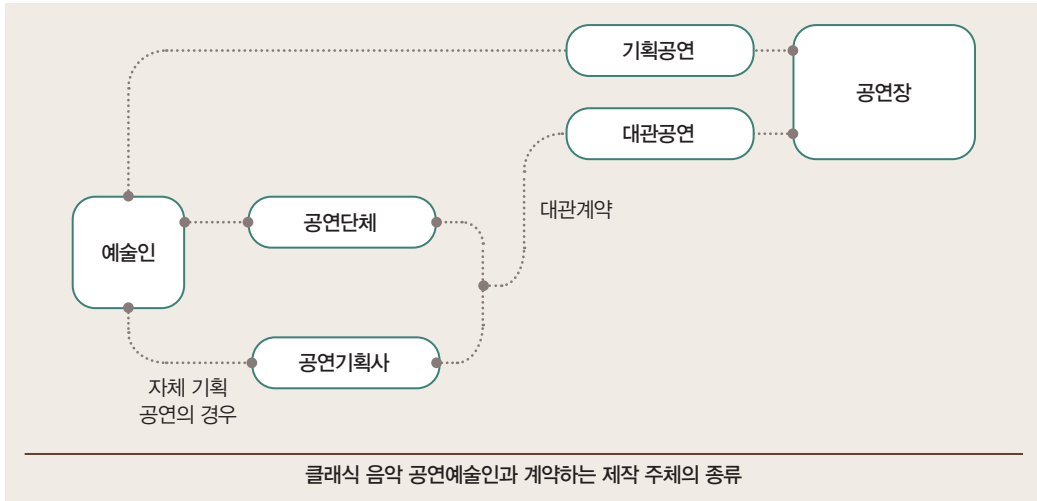 기획공연
공연장
대관공연
대관계약
공연단체
예술인
공연기획사
자체 기획
공연의 경우
클래식 음악 공연예술인과 계약하는 제작 주체의 종류